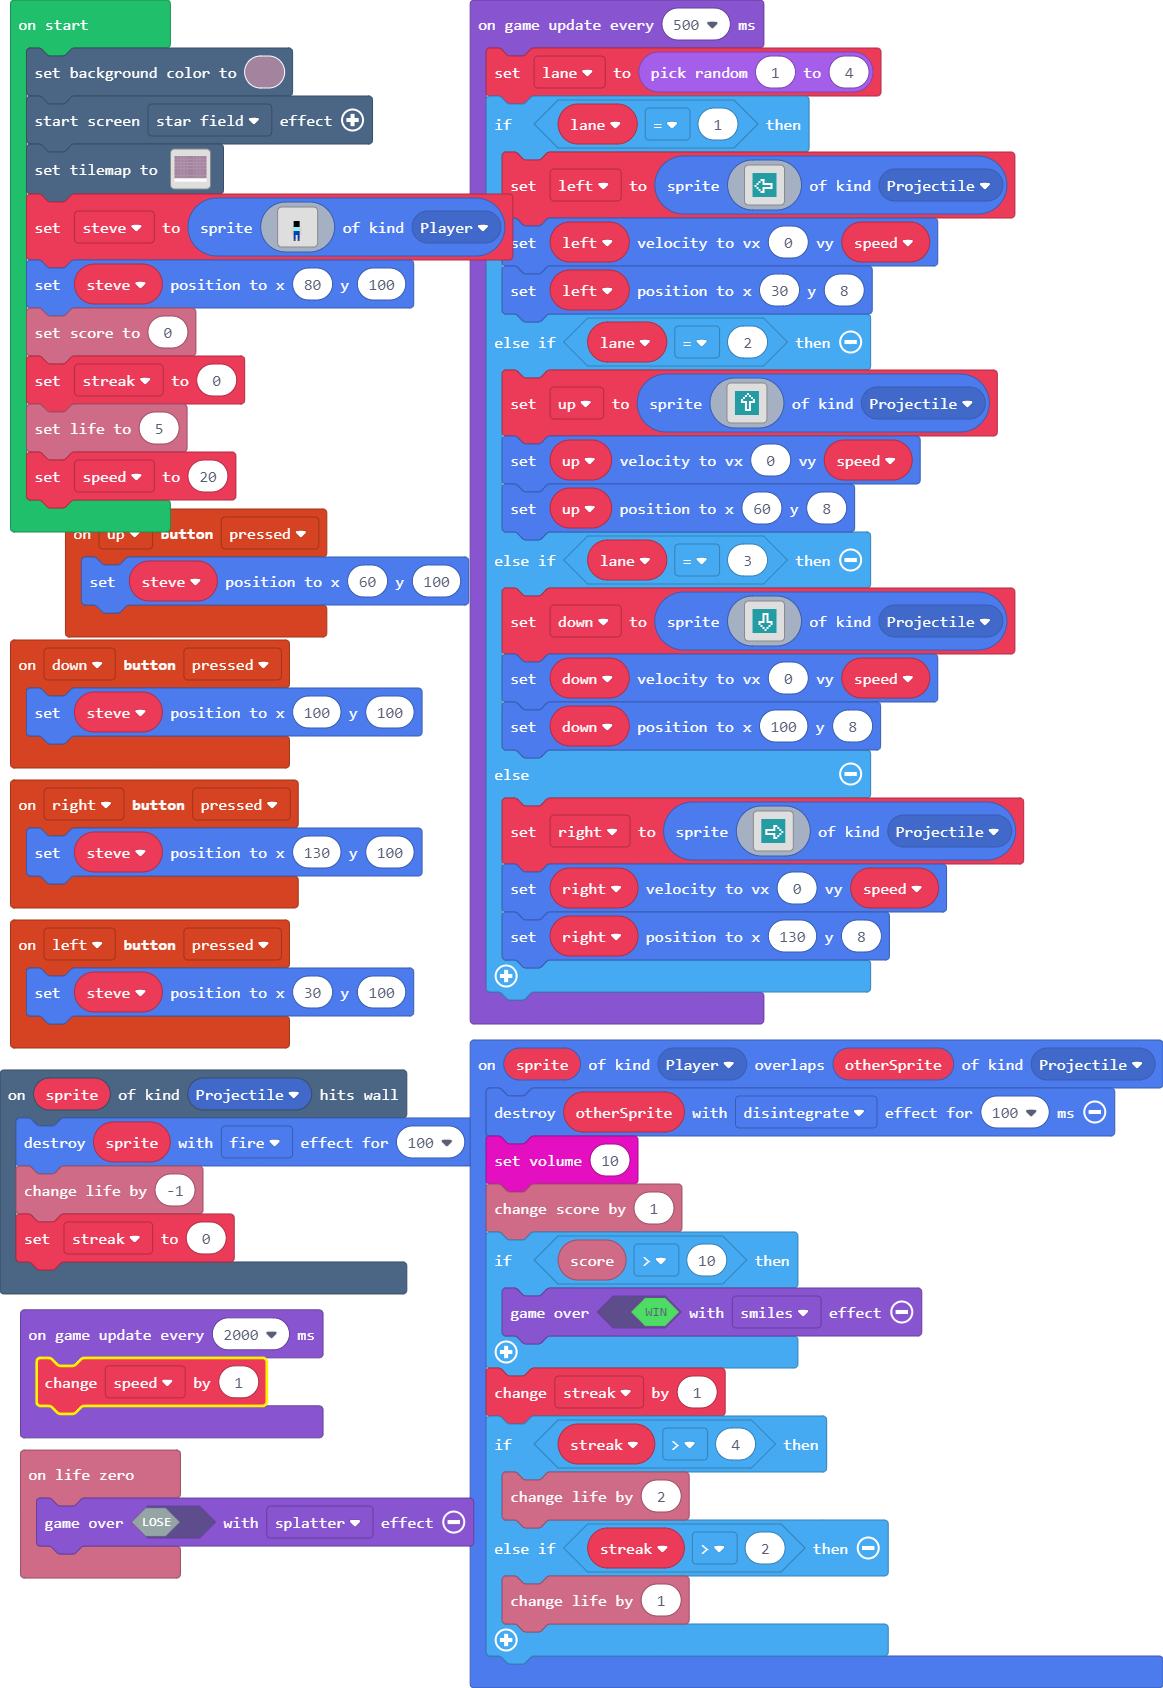 on start
set background color to
start screen star field effect
set tilemap to
set steve to sprite of kind Player
set steve position to x 80 y 100
set score to 0
set streak to 0
set life to 5
set speed to 20
on up button pressed
set steve position to x 60 y 100
on down button pressed
set steve position to x 100 y 100
on right button pressed
set steve position to x 130 y 100
on left button pressed
set steve position to x 30 y 100
on sprite of kind Projectile hits wall
destroy sprite with fire effect for 100
change life by -1
set streak to 0
on game update every 2000 ms
change speed by 1
on life zero
game over LOSE with splatter effect
on game update every 500 ms
set lane to pick random 1 to 4
if lane = 1 then
set left to sprite of kind Projectile
set left velocity to vx 0 vy speed
set left position to x 30 y 8
else if lane = 2 then
set up to sprite of kind Projectile
set up velocity to vx 0 vy speed
set up position to x 60 y 8
else if lane = 3 then
set down to sprite of kind Projectile
set down velocity to vx 0 vy speed
set down position to x 100 y 8
else
set right to sprite of kind Projectile
set right velocity to vx 0 vy speed
set right position to x 130 y 8
on sprite of kind Player overlaps otherSprite of kind Projectile
destroy otherSprite with disintegrate effect for 100 ms
set volume 10
change score by 1
if score > 10 then
game over WIN with smiles effect
change streak by 1
if streak > 4 then
change life by 2
else if streak > 2 then
change life by 1